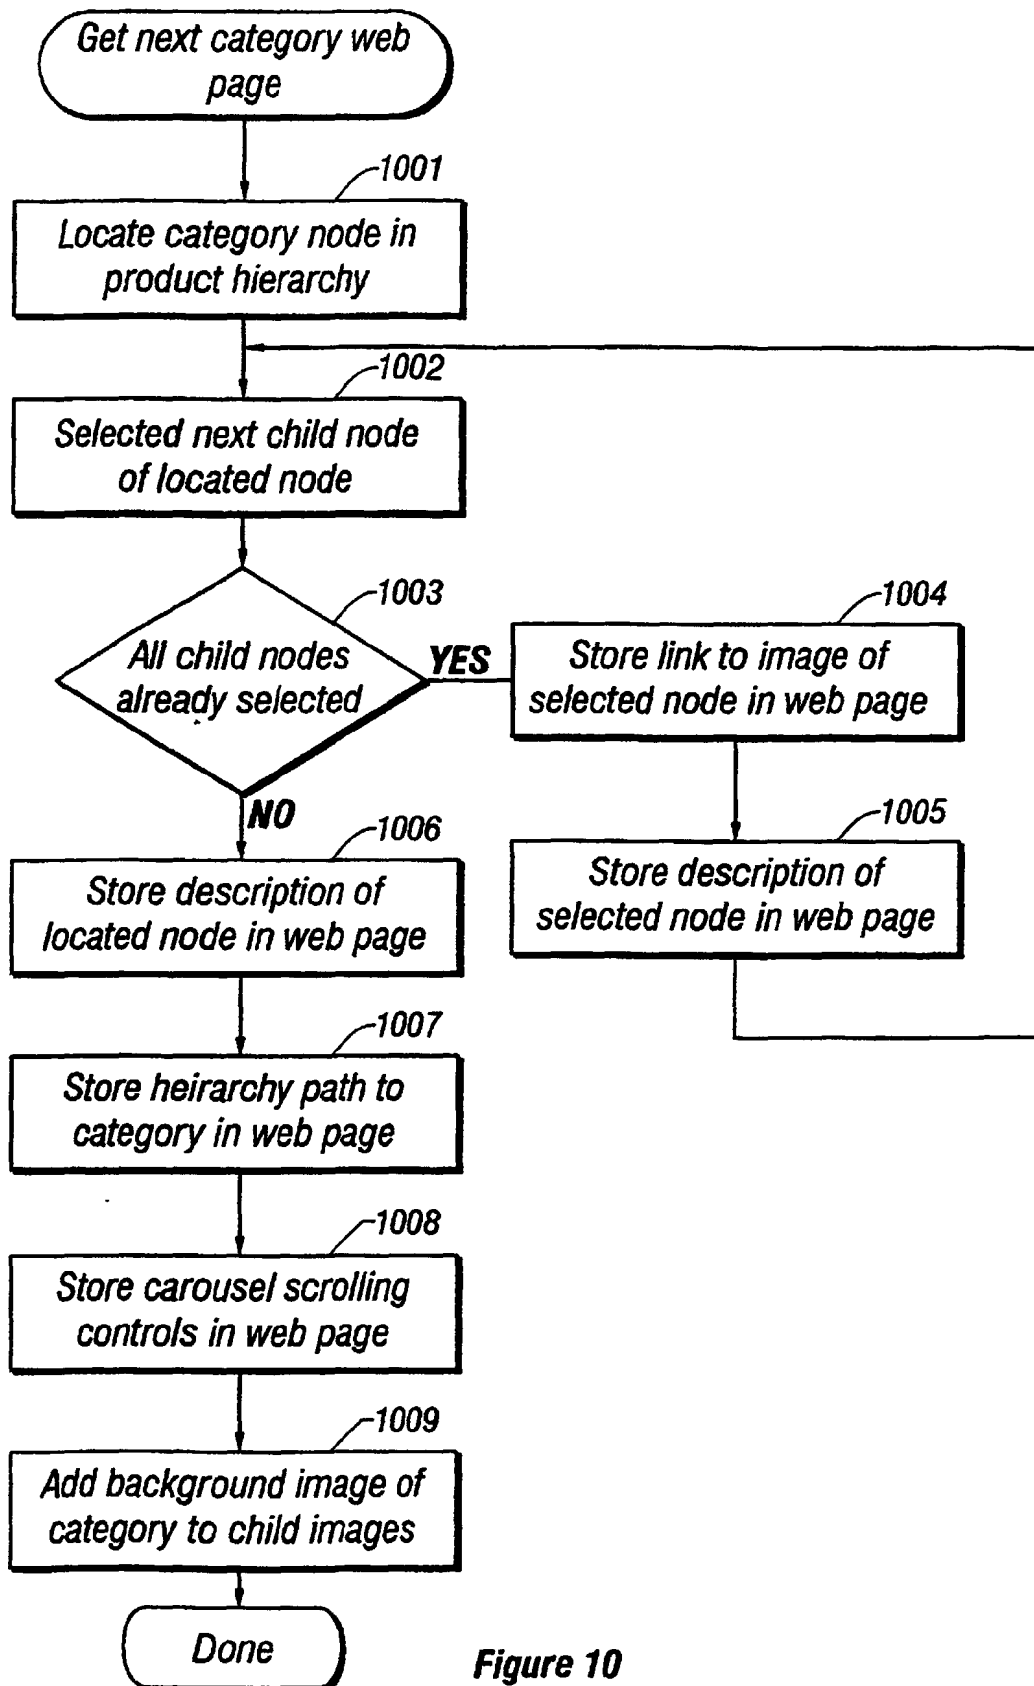 Get next category web
page
1001
Locate category node in
product hierarchy
1002
Selected next child node
of located node
1003
All child nodes
already selected
YES
1004
Store link to image of
selected node in web page
1005
Store description of
selected node in web page
NO
1006
Store description of
located node in web page
1007
Store heirarchy path to
category in web page
1008
Store carousel scrolling
controls in web page
1009
Add background image of
category to child images
Done
Figure 10